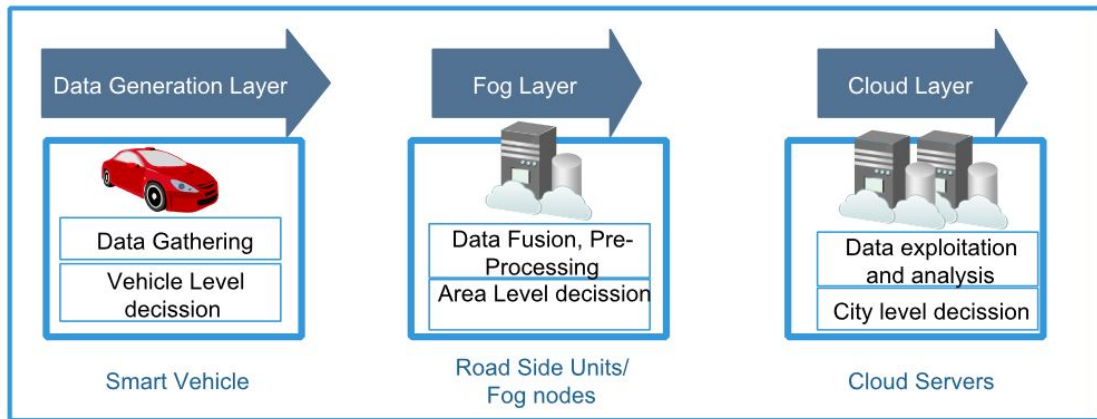 Data Generation Layer
Fog Layer
Cloud Layer
Data Gathering
Vehicle Level
decission
Data Fusion, Pre-
Processing
Area Level decission
Data exploitation
and analysis
City level decission
Smart Vehicle
Road Side Units/
Fog nodes
Cloud Servers